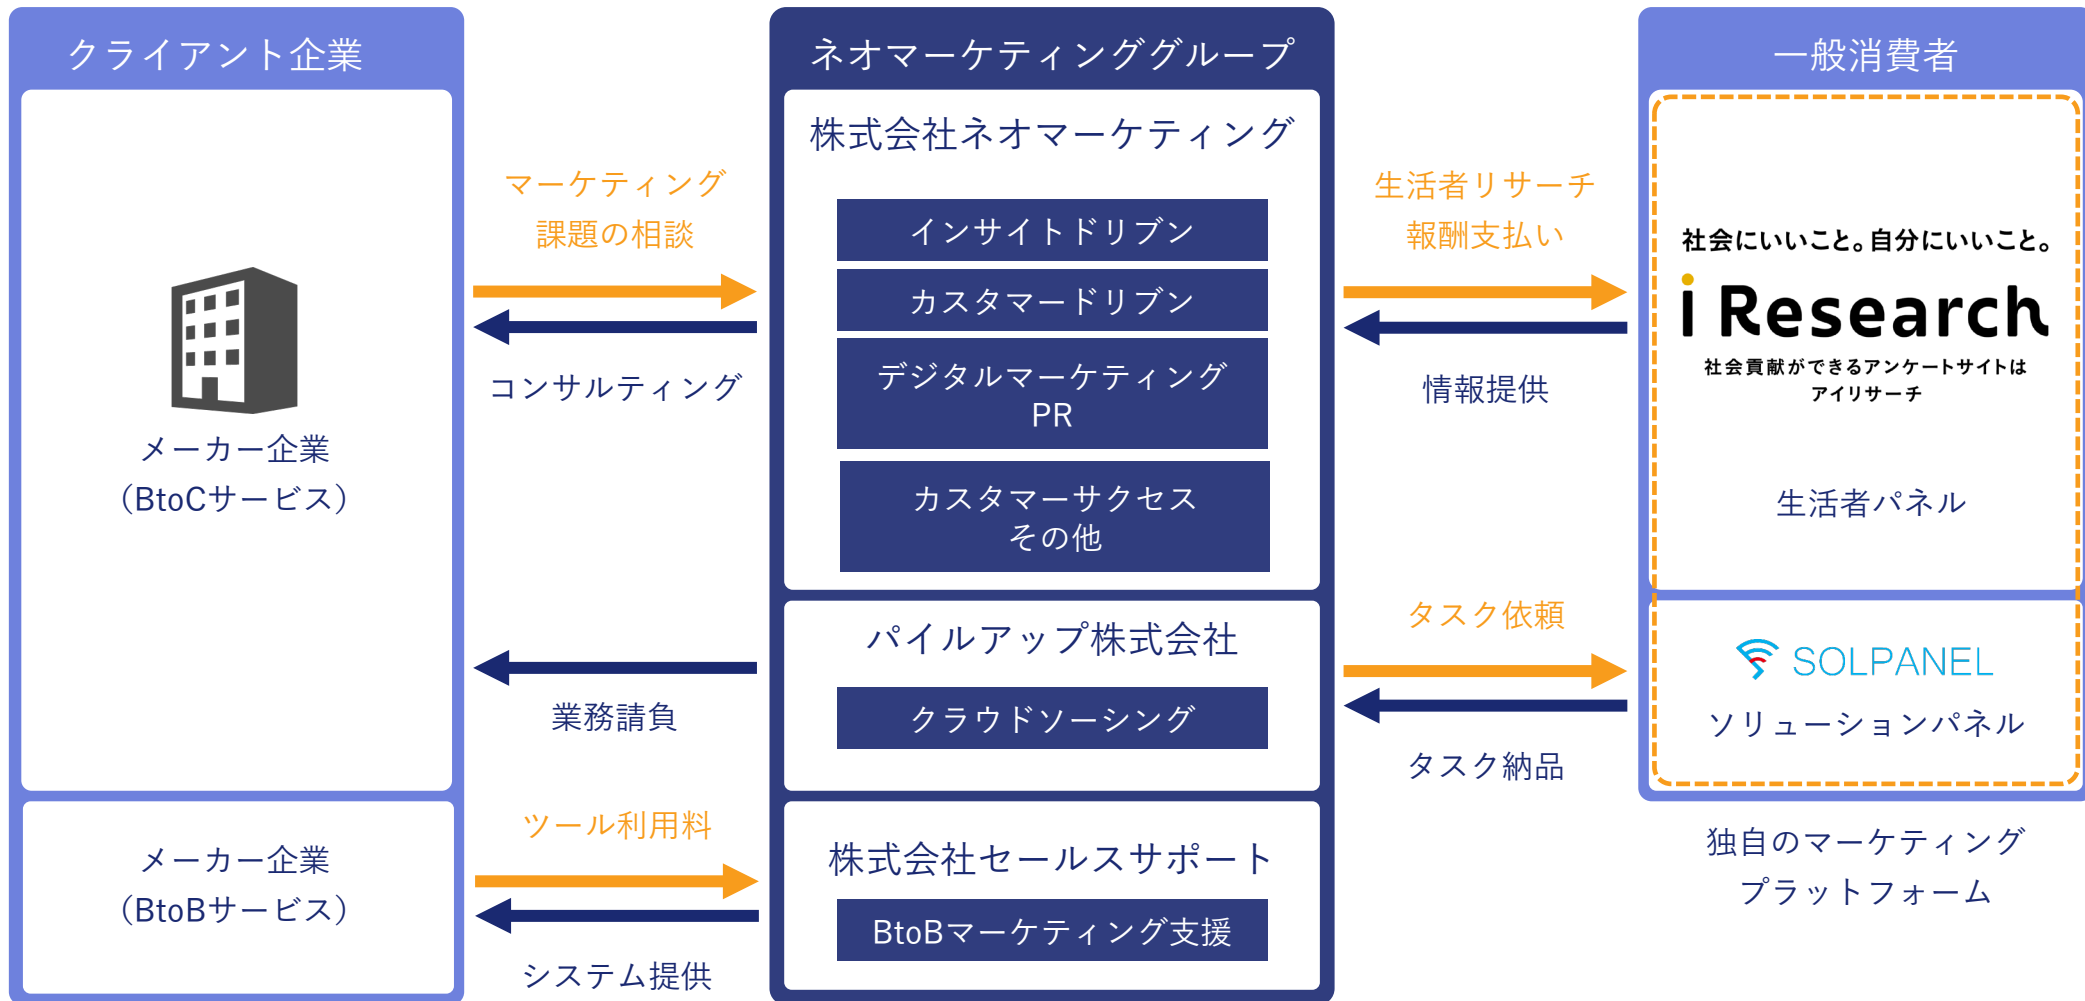 クライアント企業
メーカー企業
（BtoCサービス）
メーカー企業
（BtoBサービス）
マーケティング
課題の相談
コンサルティング
業務請負
ツール利用料
システム提供
ネオマーケティンググループ
株式会社ネオマーケティング
インサイトドリブン
カスタマードリブン
デジタルマーケティング
PR
カスタマーサクセス
その他
パイルアップ株式会社
クラウドソーシング
株式会社セールスサポート
BtoBマーケティング支援
生活者リサーチ
報酬支払い
情報提供
タスク依頼
タスク納品
一般消費者
社会にいいこと。自分にいいこと。
i Research
社会貢献ができるアンケートサイトは
アイリサーチ
生活者パネル
SOLPANEL
ソリューションパネル
独自のマーケティング
プラットフォーム